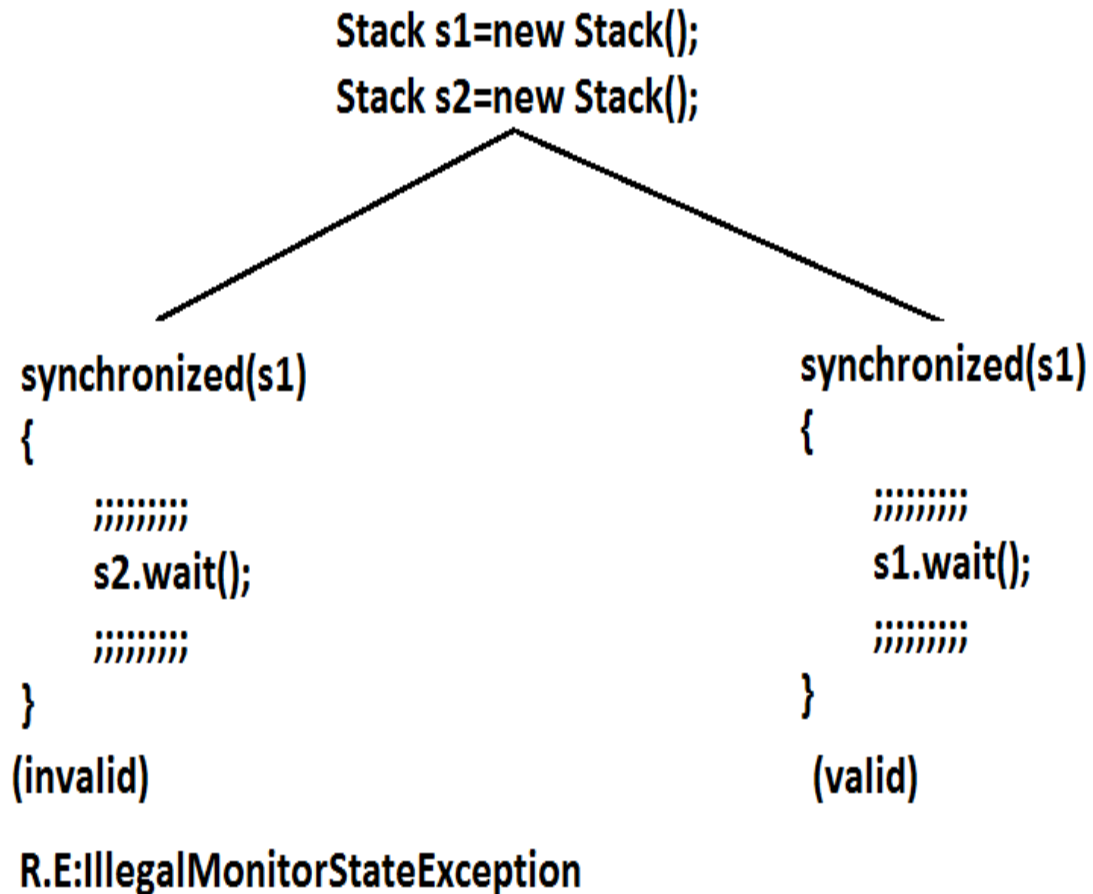 Stack s1=new Stack();
Stack s2=new Stack();
synchronized(s1)
{
;;;;;;;;;
s2.wait();
;;;;;;;;;
}
(invalid)
R.E:IllegalMonitorStateException
synchronized(s1)
{
;;;;;;;;;
s1.wait();
;;;;;;;;;
}
(valid)